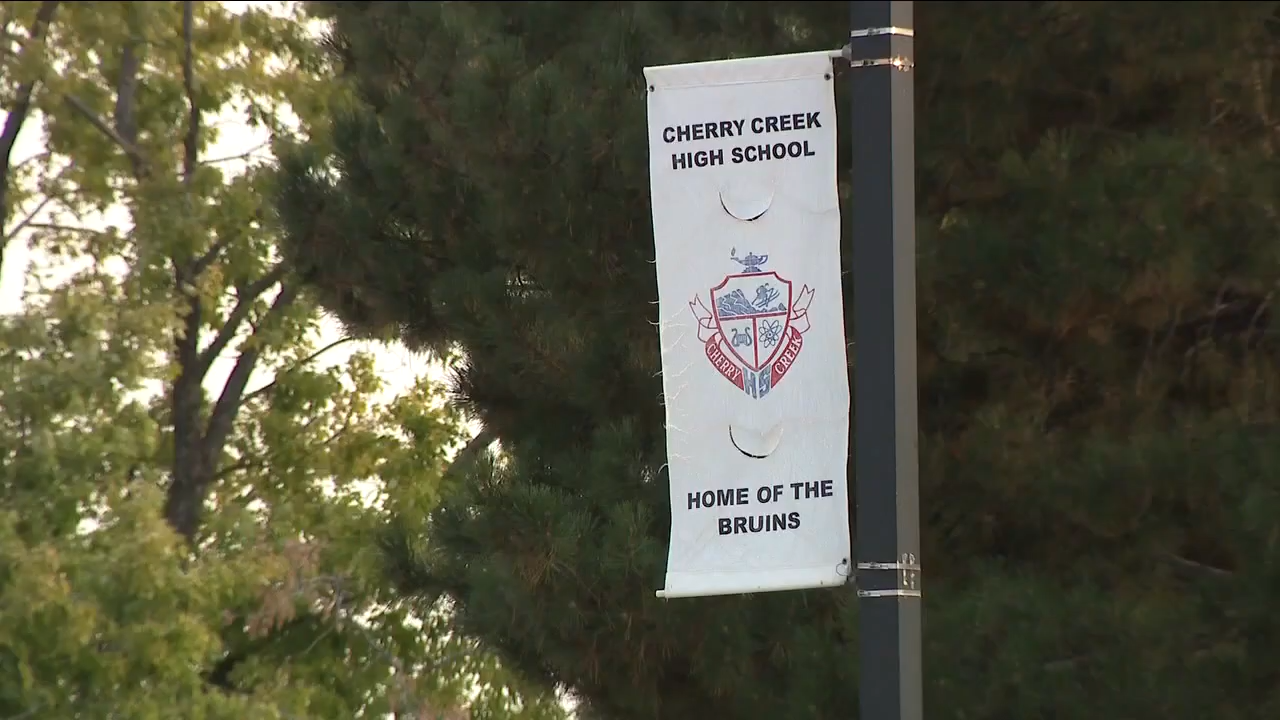 CHERRY CREEK
HIGH SCHOOL
CHERRY CREEK
HS
HOME OF THE
BRUINS